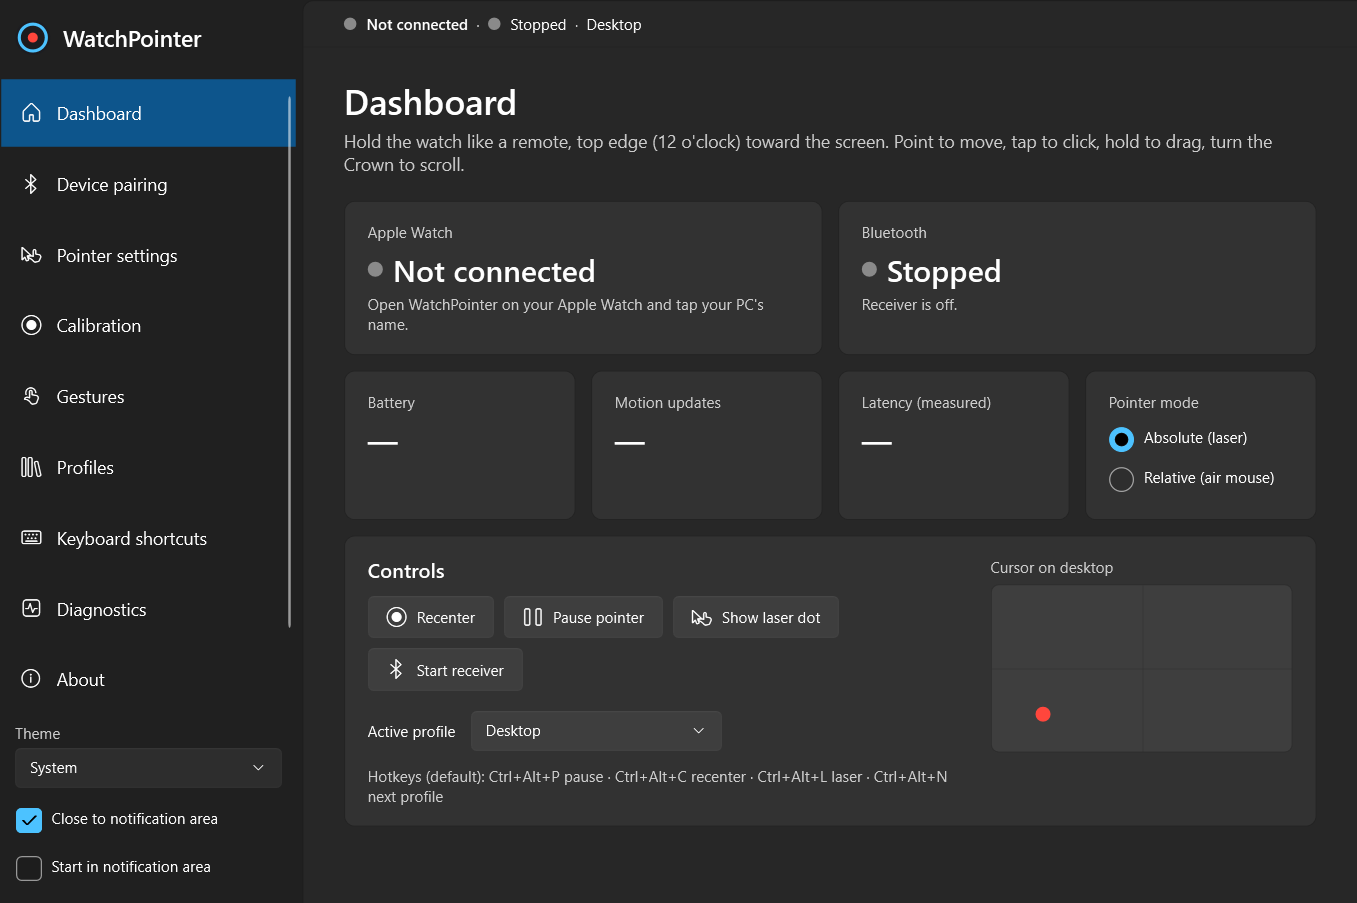 WatchPointer
Dashboard
Device pairing
Pointer settings
Calibration
Gestures
Profiles
Keyboard shortcuts
Diagnostics
About
Theme
System
Close to notification area
Start in notification area
Not connected · Stopped · Desktop
Dashboard
Hold the watch like a remote, top edge (12 o'clock) toward the screen. Point to move, tap to click, hold to drag, turn the
Crown to scroll.
Apple Watch
Not connected
Open WatchPointer on your Apple Watch and tap your PC's
name.
Bluetooth
Stopped
Receiver is off.
Battery
—
Motion updates
—
Latency (measured)
—
Pointer mode
Absolute (laser)
Relative (air mouse)
Controls
Recenter
Pause pointer
Show laser dot
Start receiver
Active profile
Desktop
Hotkeys (default): Ctrl+Alt+P pause · Ctrl+Alt+C recenter · Ctrl+Alt+L laser · Ctrl+Alt+N
next profile
Cursor on desktop